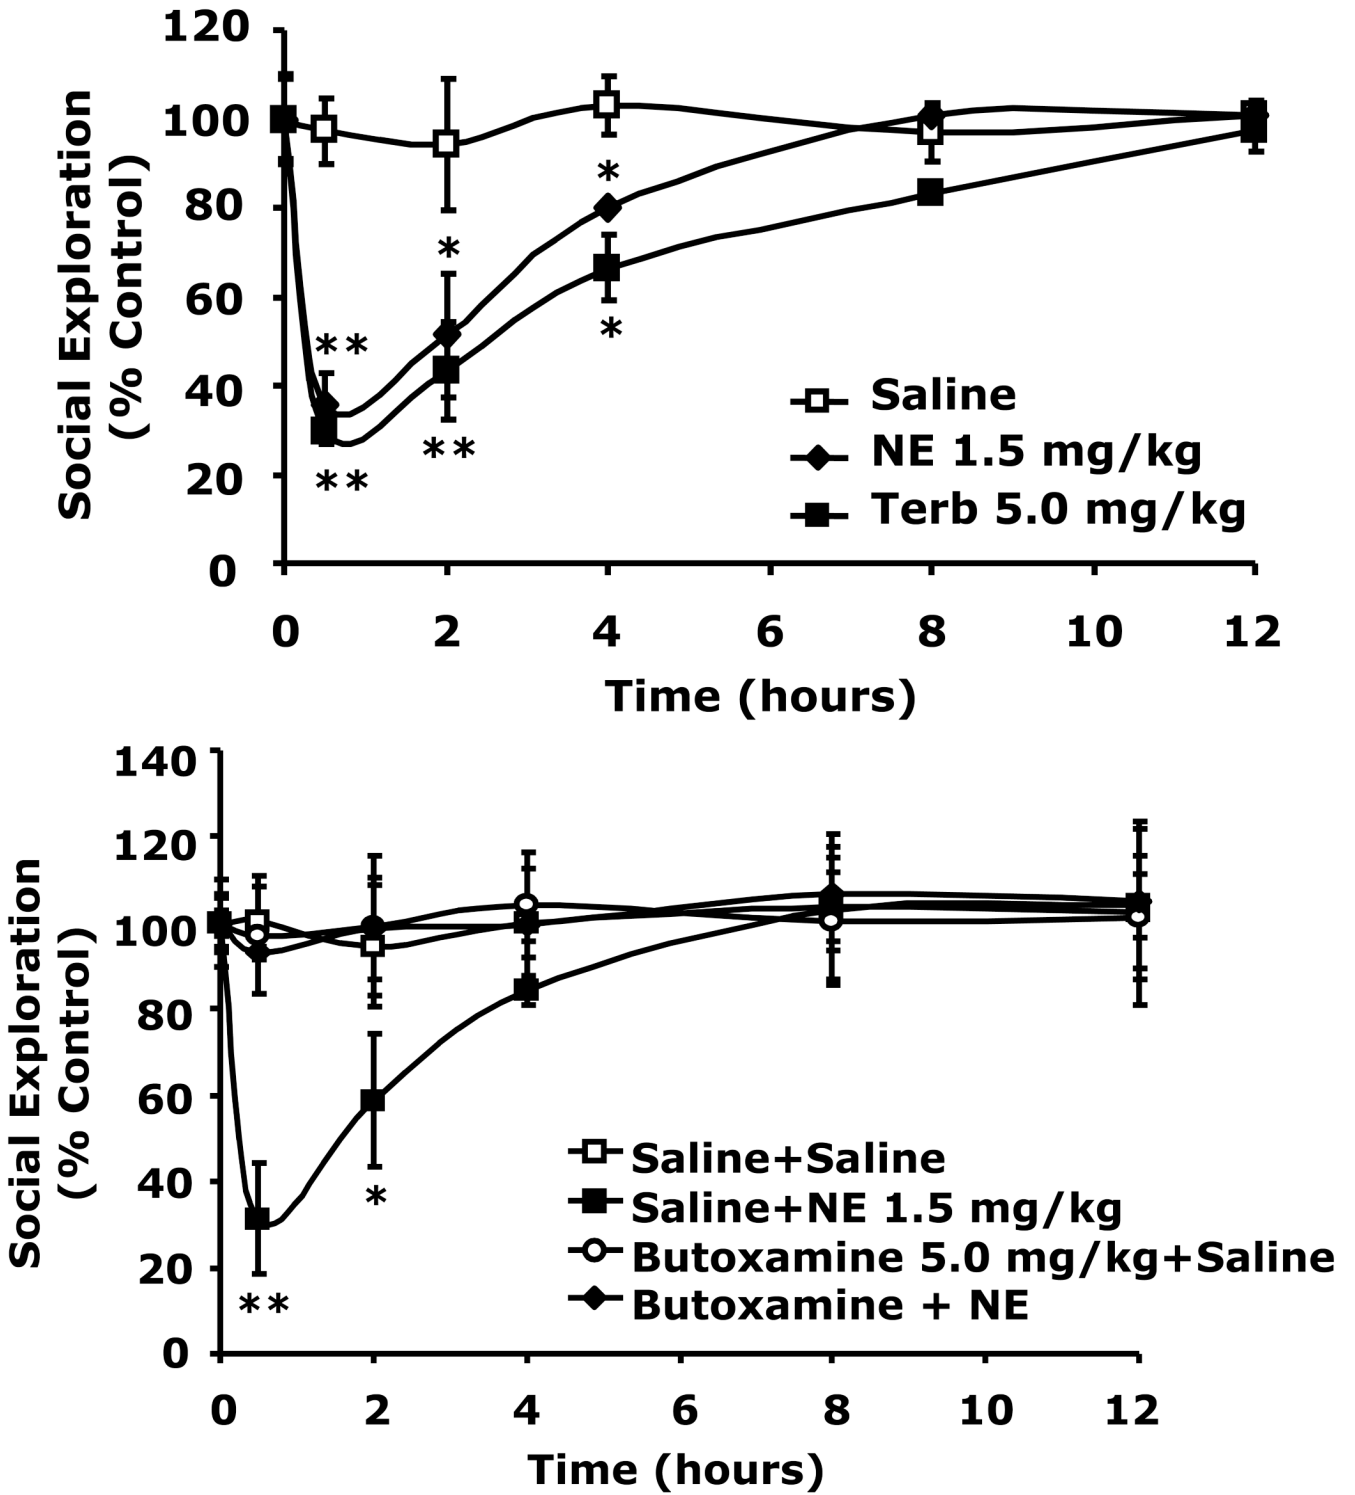 120
100
80
60
40
20
0
Social Exploration
(% Control)
*
*
**
*
**
**
Saline
NE 1.5 mg/kg
Terb 5.0 mg/kg
0 2 4 6 8 10 12
Time (hours)
140
120
100
80
60
40
20
0
Social Exploration
(% Control)
*
**
Saline+Saline
Saline+NE 1.5 mg/kg
Butoxamine 5.0 mg/kg+Saline
Butoxamine + NE
0 2 4 6 8 10 12
Time (hours)